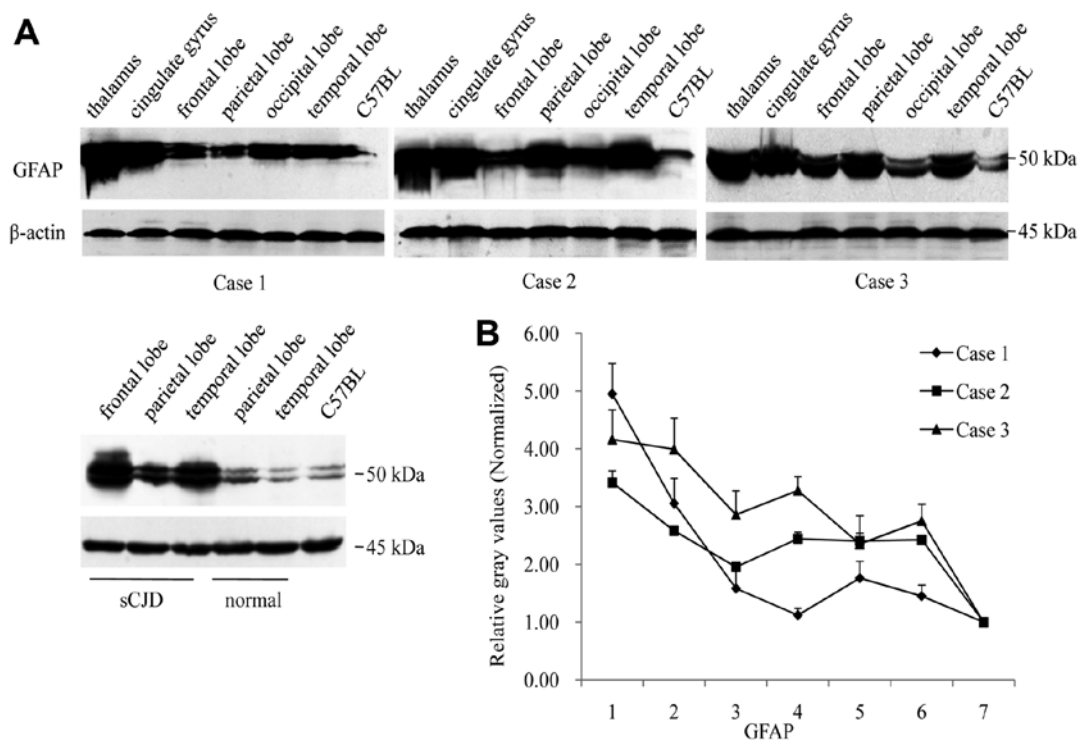 A
thalamus
cingulate gyrus
frontal lobe
parietal lobe
occipital lobe
temporal lobe
C57BL
thalamus
cingulate gyrus
frontal lobe
parietal lobe
occipital lobe
temporal lobe
C57BL
thalamus
cingulate gyrus
frontal lobe
parietal lobe
occipital lobe
temporal lobe
C57BL
GFAP
50 kDa
β-actin
45 kDa
Case 1
Case 2
Case 3
frontal lobe
parietal lobe
temporal lobe
parietal lobe
temporal lobe
C57BL
50 kDa
45 kDa
sCJD
normal
B
Relative gray values (Normalized)
6.00
5.00
4.00
3.00
2.00
1.00
0.00
Case 1
Case 2
Case 3
1 2 3 4 5 6 7
GFAP